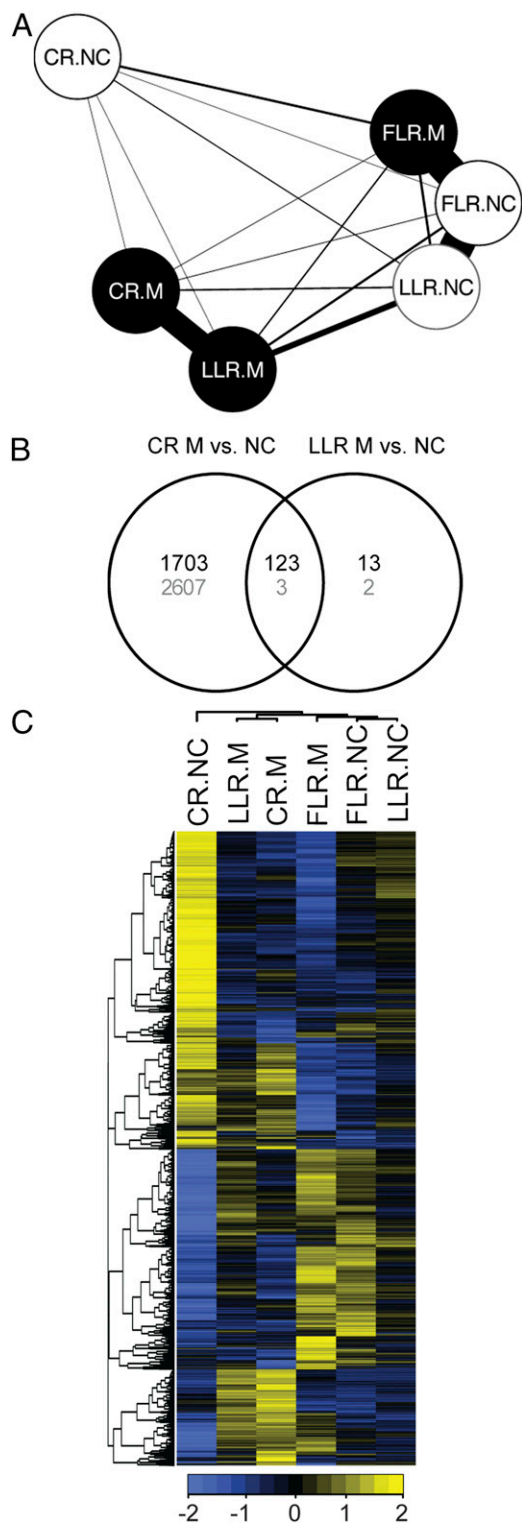 A
CR.NC
FLR.M
FLR.NC
LLR.NC
CR.M
LLR.M
B
CR M vs. NC LLR M vs. NC
1703 123 13
2607 3 2
C
CR.NC
LLR.M
CR.M
FLR.M
FLR.NC
LLR.NC
-2 -1 0 1 2